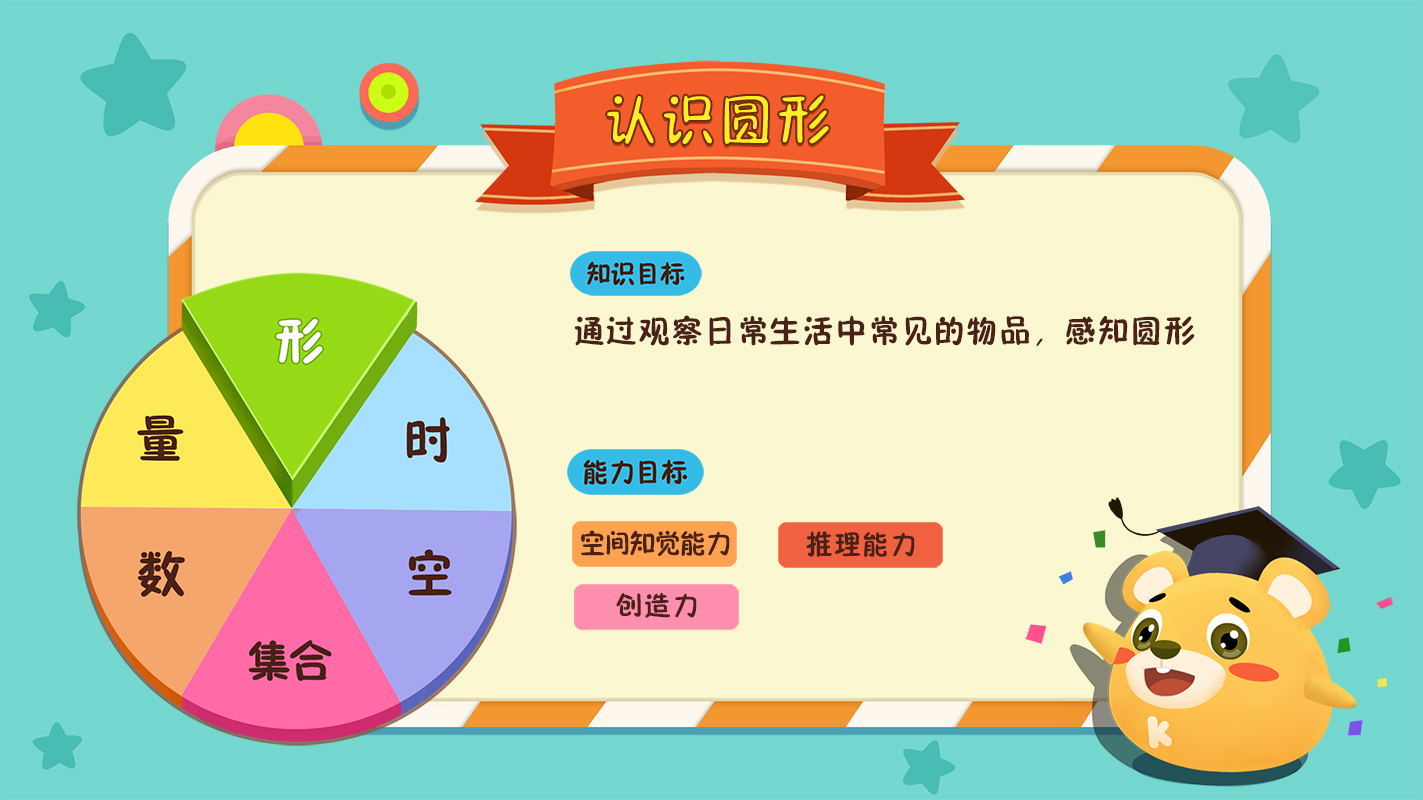 认识圆形
知识目标
通过观察日常生活中常见的物品，感知圆形
能力目标
空间知觉能力
推理能力
创造力
形
量
时
数
空
集合
K